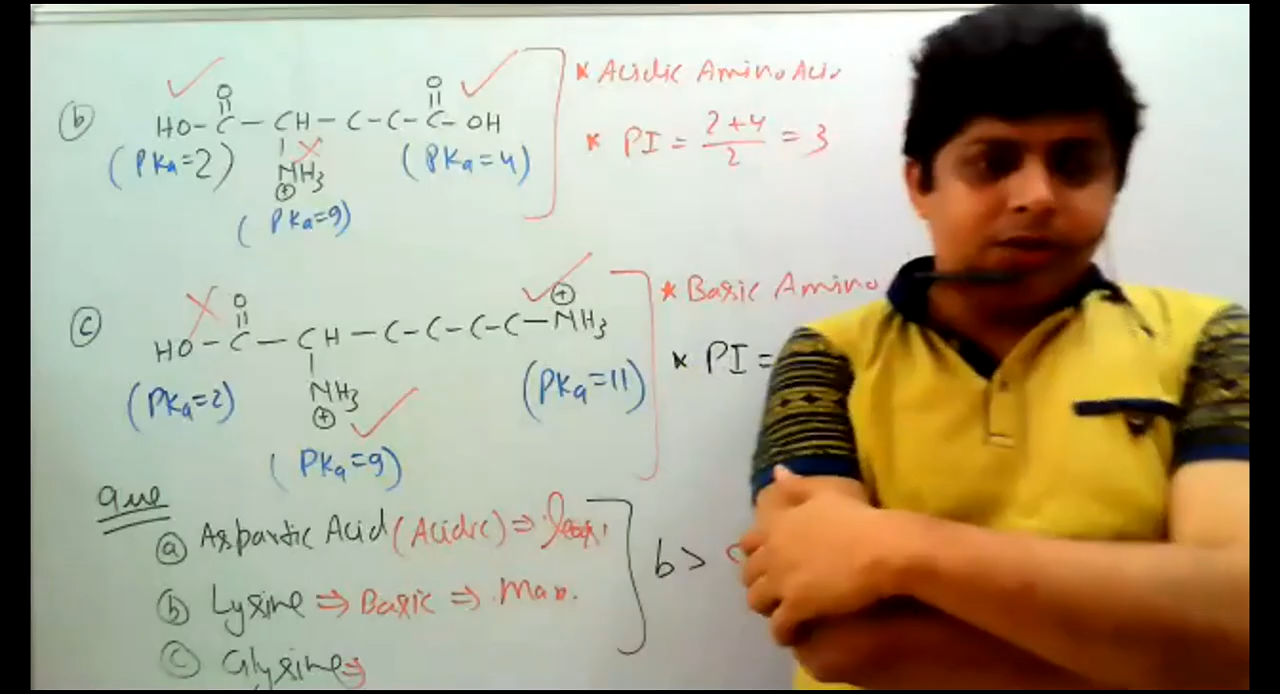 (b) HO-C-CH-C-C-C-OH
O O
(PKa=2) NH3 (PKa=4)
⊕
(PKa=9)
* Acidic Amino Aci
* PI = 2+4/2 = 3
(c) HO-C-CH-C-C-C-C-NH3
O ⊕
(PKa=2) NH3 (PKa=11)
⊕
(PKa=9)
* Basic Amino
* PI =
Que
(a) Aspartic Acid (Acidic) ⇒
(b) Lysine ⇒ Basic ⇒ Max.
(c) Glysine ⇒
b >